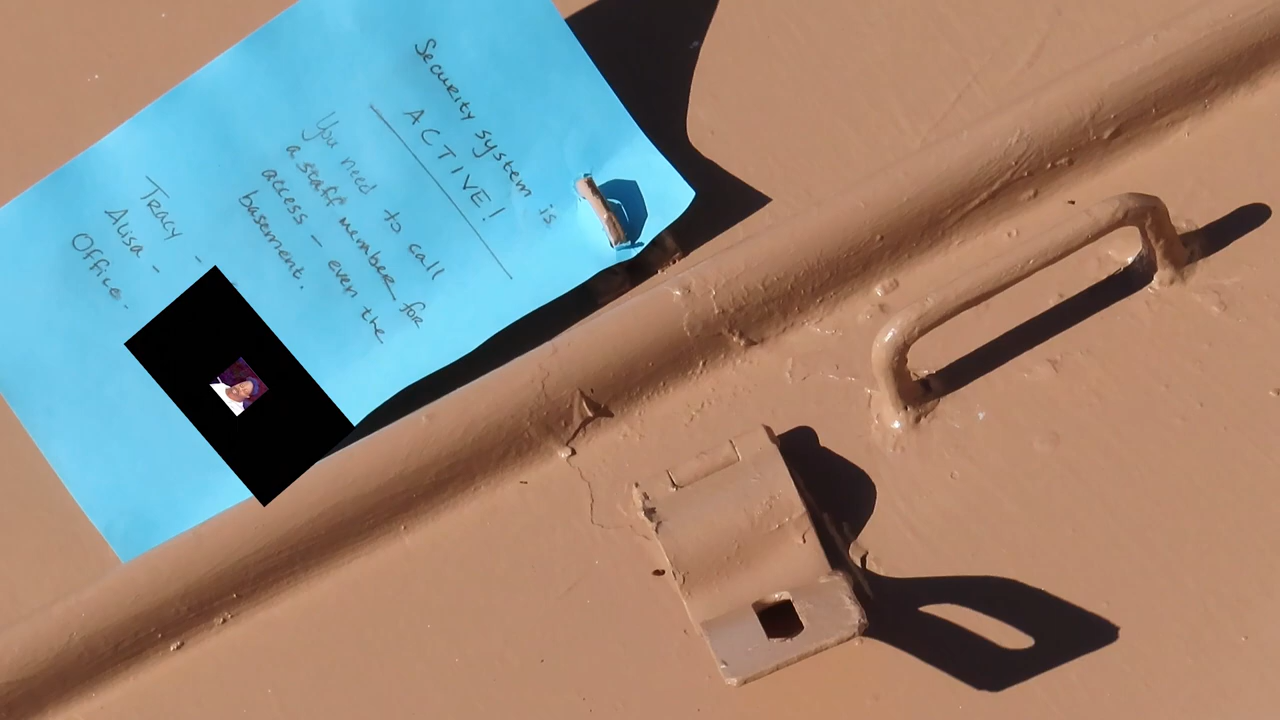 Security system is
ACTIVE!
You need to call
a staff member for
access – even the
basement.
Tracy -
Alisa -
Office -